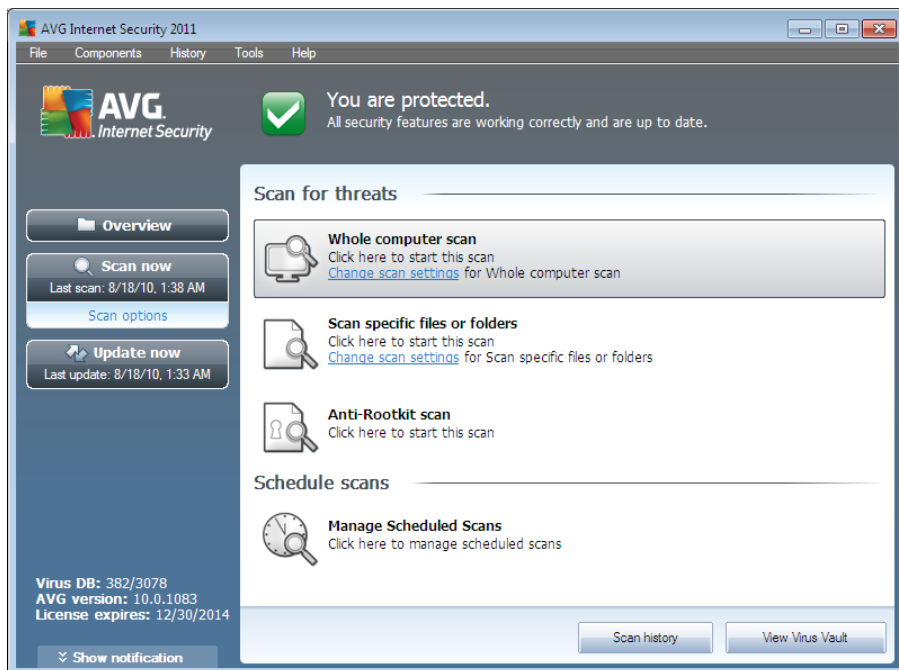 AVG Internet Security 2011
File Components History Tools Help
AVG.
Internet Security
You are protected.
All security features are working correctly and are up to date.
Overview
Scan now
Last scan: 8/18/10, 1:38 AM
Scan options
Update now
Last update: 8/18/10, 1:33 AM
Virus DB: 382/3078
AVG version: 10.0.1083
License expires: 12/30/2014
Show notification
Scan for threats
Whole computer scan
Click here to start this scan
Change scan settings for Whole computer scan
Scan specific files or folders
Click here to start this scan
Change scan settings for Scan specific files or folders
Anti-Rootkit scan
Click here to start this scan
Schedule scans
Manage Scheduled Scans
Click here to manage scheduled scans
Scan history
View Virus Vault